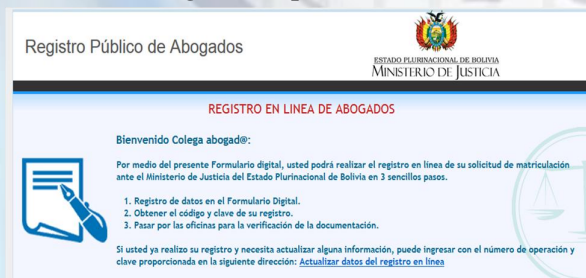 Registro Público de Abogados
ESTADO PLURINACIONAL DE BOLIVIA
MINISTERIO DE JUSTICIA
REGISTRO EN LINEA DE ABOGADOS
Bienvenido Colega abogad@:
Por medio del presente Formulario digital, usted podrá realizar el registro en línea de su solicitud de matriculación
ante el Ministerio de Justicia del Estado Plurinacional de Bolivia en 3 sencillos pasos.
1. Registro de datos en el Formulario Digital.
2. Obtener el código y clave de su registro.
3. Pasar por las oficinas para la verificación de la documentación.
Si usted ya realizo su registro y necesita actualizar alguna información, puede ingresar con el número de operación y
clave proporcionada en la siguiente dirección: Actualizar datos del registro en línea